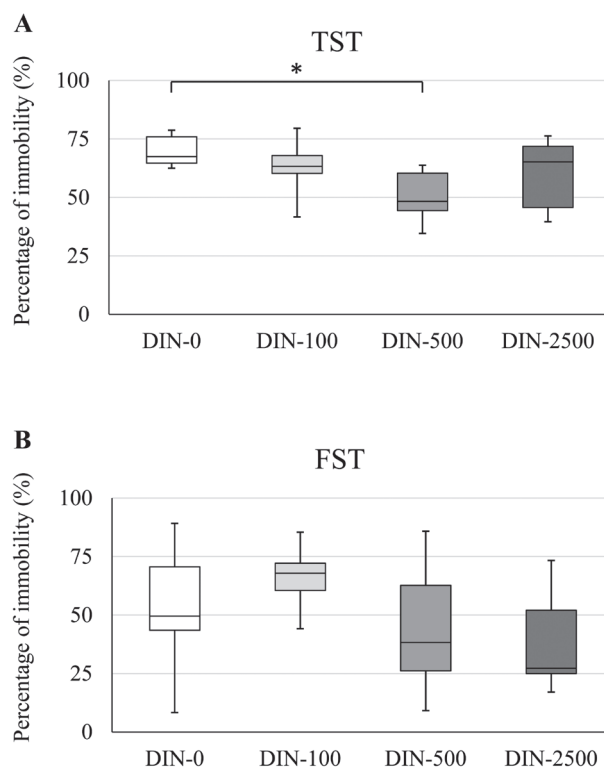 A
TST
Percentage of immobility (%)
100
75
50
25
0
*
DIN-0 DIN-100 DIN-500 DIN-2500
B
FST
Percentage of immobility (%)
100
75
50
25
0
DIN-0 DIN-100 DIN-500 DIN-2500